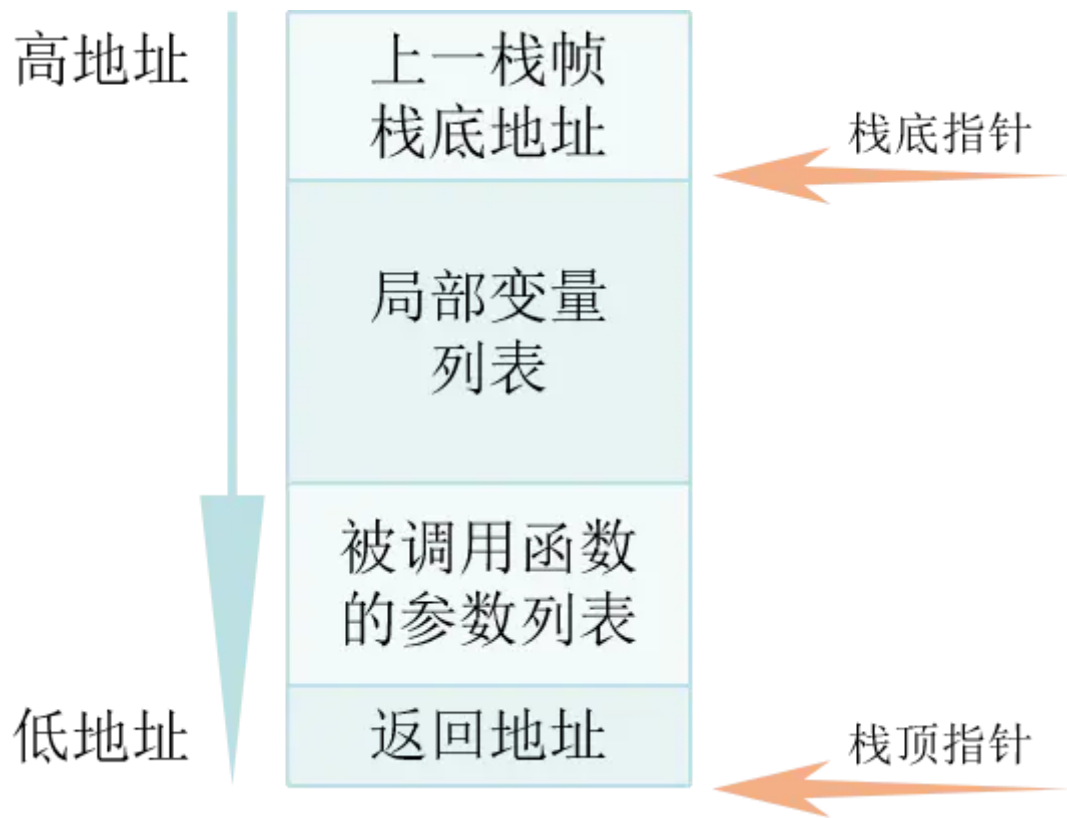 高地址
上一栈帧
栈底地址
栈底指针
局部变量
列表
被调用函数
的参数列表
低地址
返回地址
栈顶指针